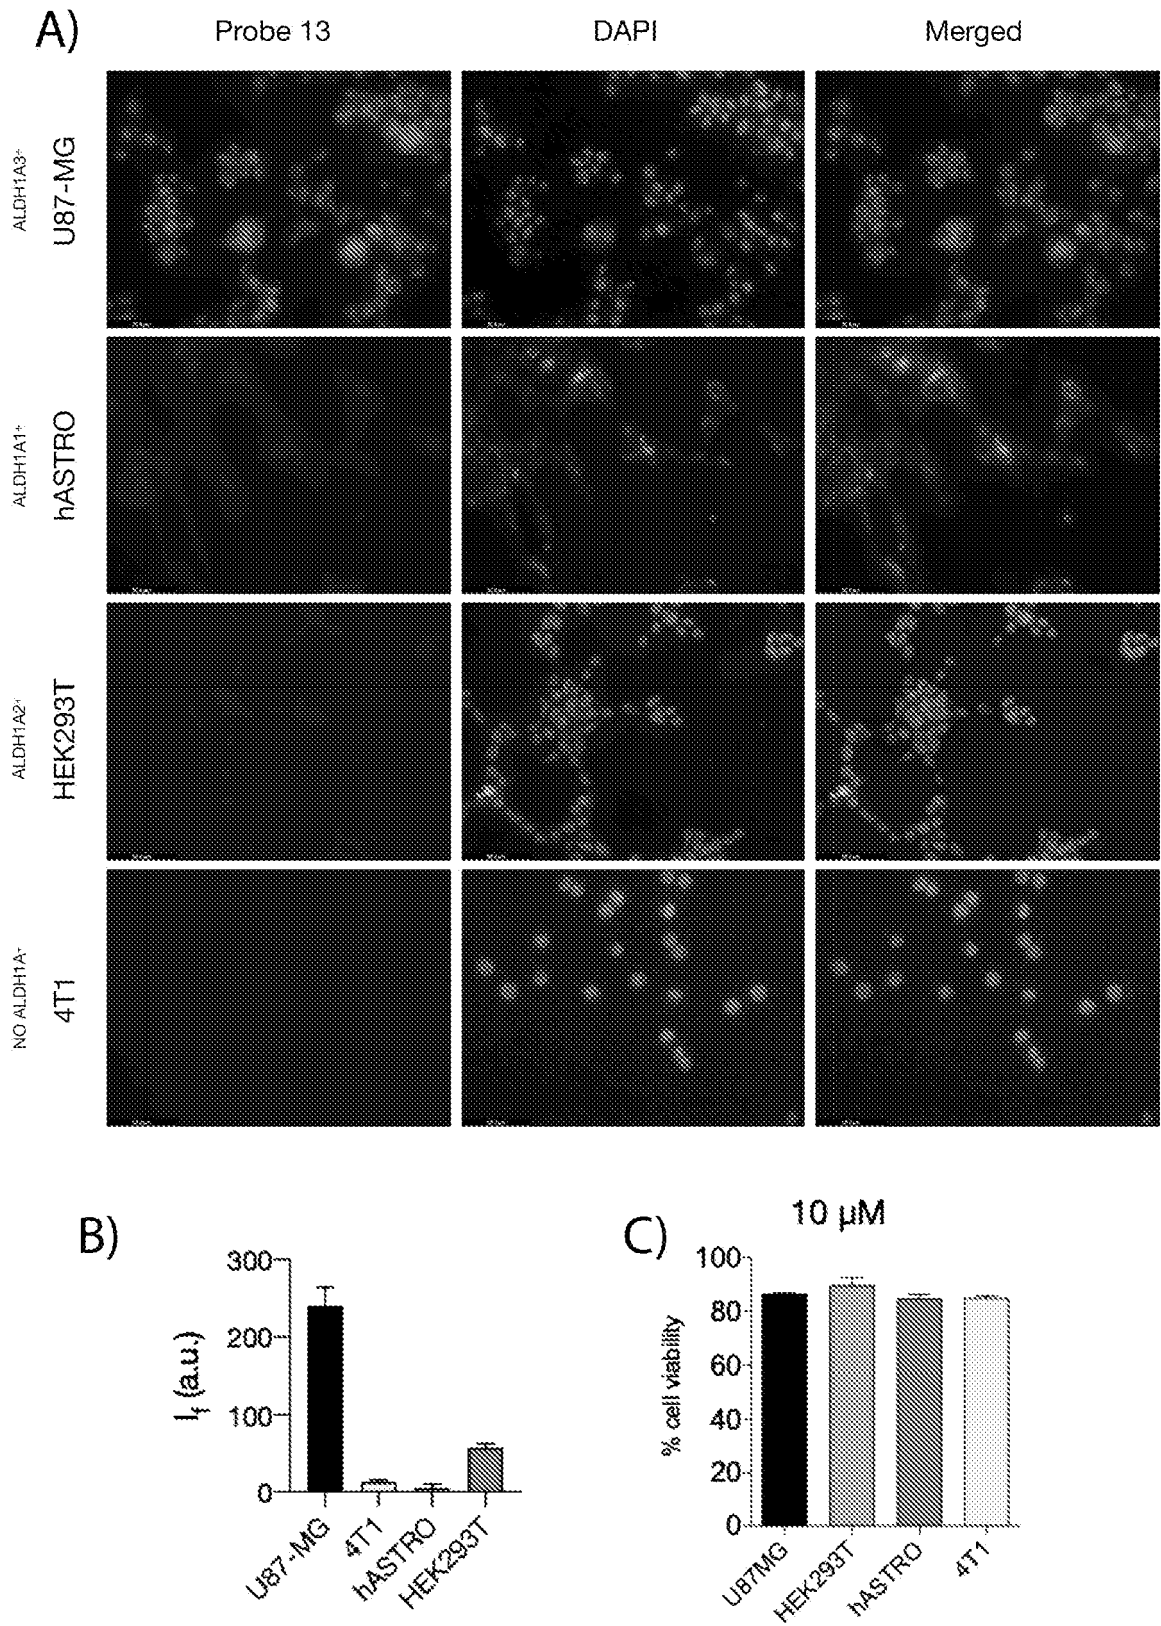 A)
Probe 13 DAPI Merged
ALDH1A3+
U87-MG
ALDH1A1+
hASTRO
ALDH1A2+
HEK293T
NO ALDH1A-
4T1
B)
300
200
100
0
If (a.u.)
U87-MG
4T1
hASTRO
HEK293T
C)
10 µM
100
80
60
40
20
0
% cell viability
U87MG
HEK293T
hASTRO
4T1